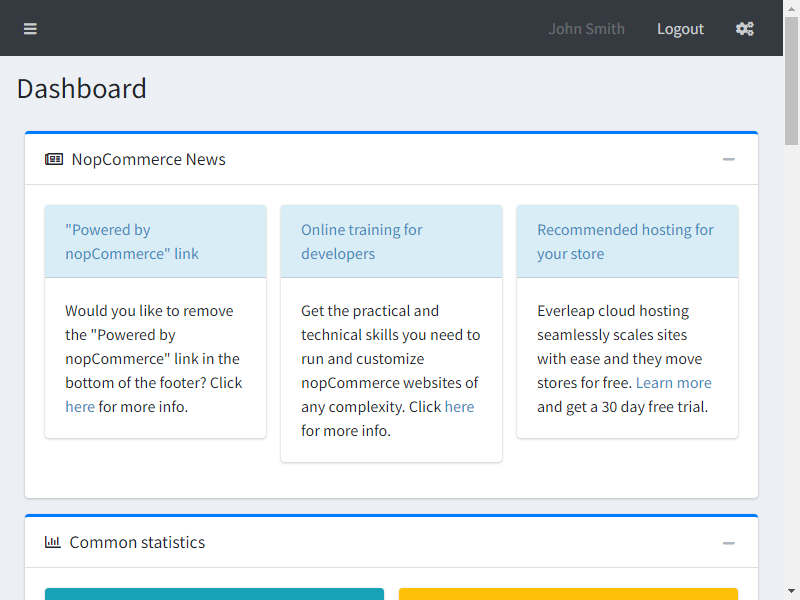 John Smith
Logout
Dashboard
NopCommerce News
"Powered by
nopCommerce" link
Would you like to remove
the "Powered by
nopCommerce" link in the
bottom of the footer? Click
here for more info.
Online training for
developers
Get the practical and
technical skills you need to
run and customize
nopCommerce websites of
any complexity. Click here
for more info.
Recommended hosting for
your store
Everleap cloud hosting
seamlessly scales sites
with ease and they move
stores for free. Learn more
and get a 30 day free trial.
Common statistics